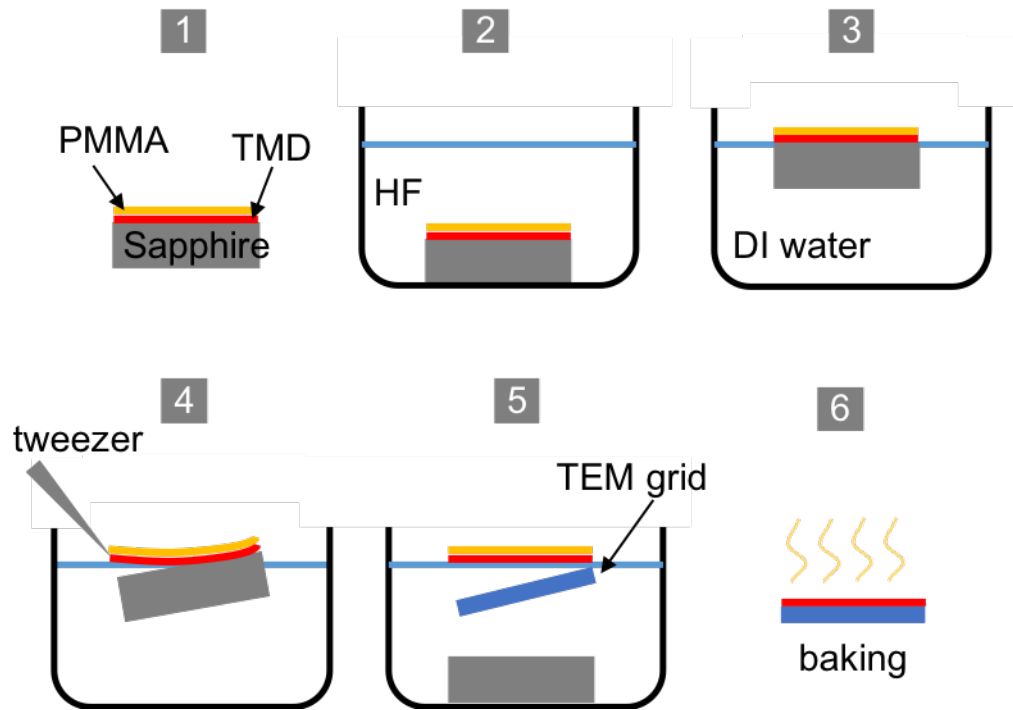 1
PMMA
TMD
Sapphire
2
HF
3
DI water
4
tweezer
5
TEM grid
6
baking